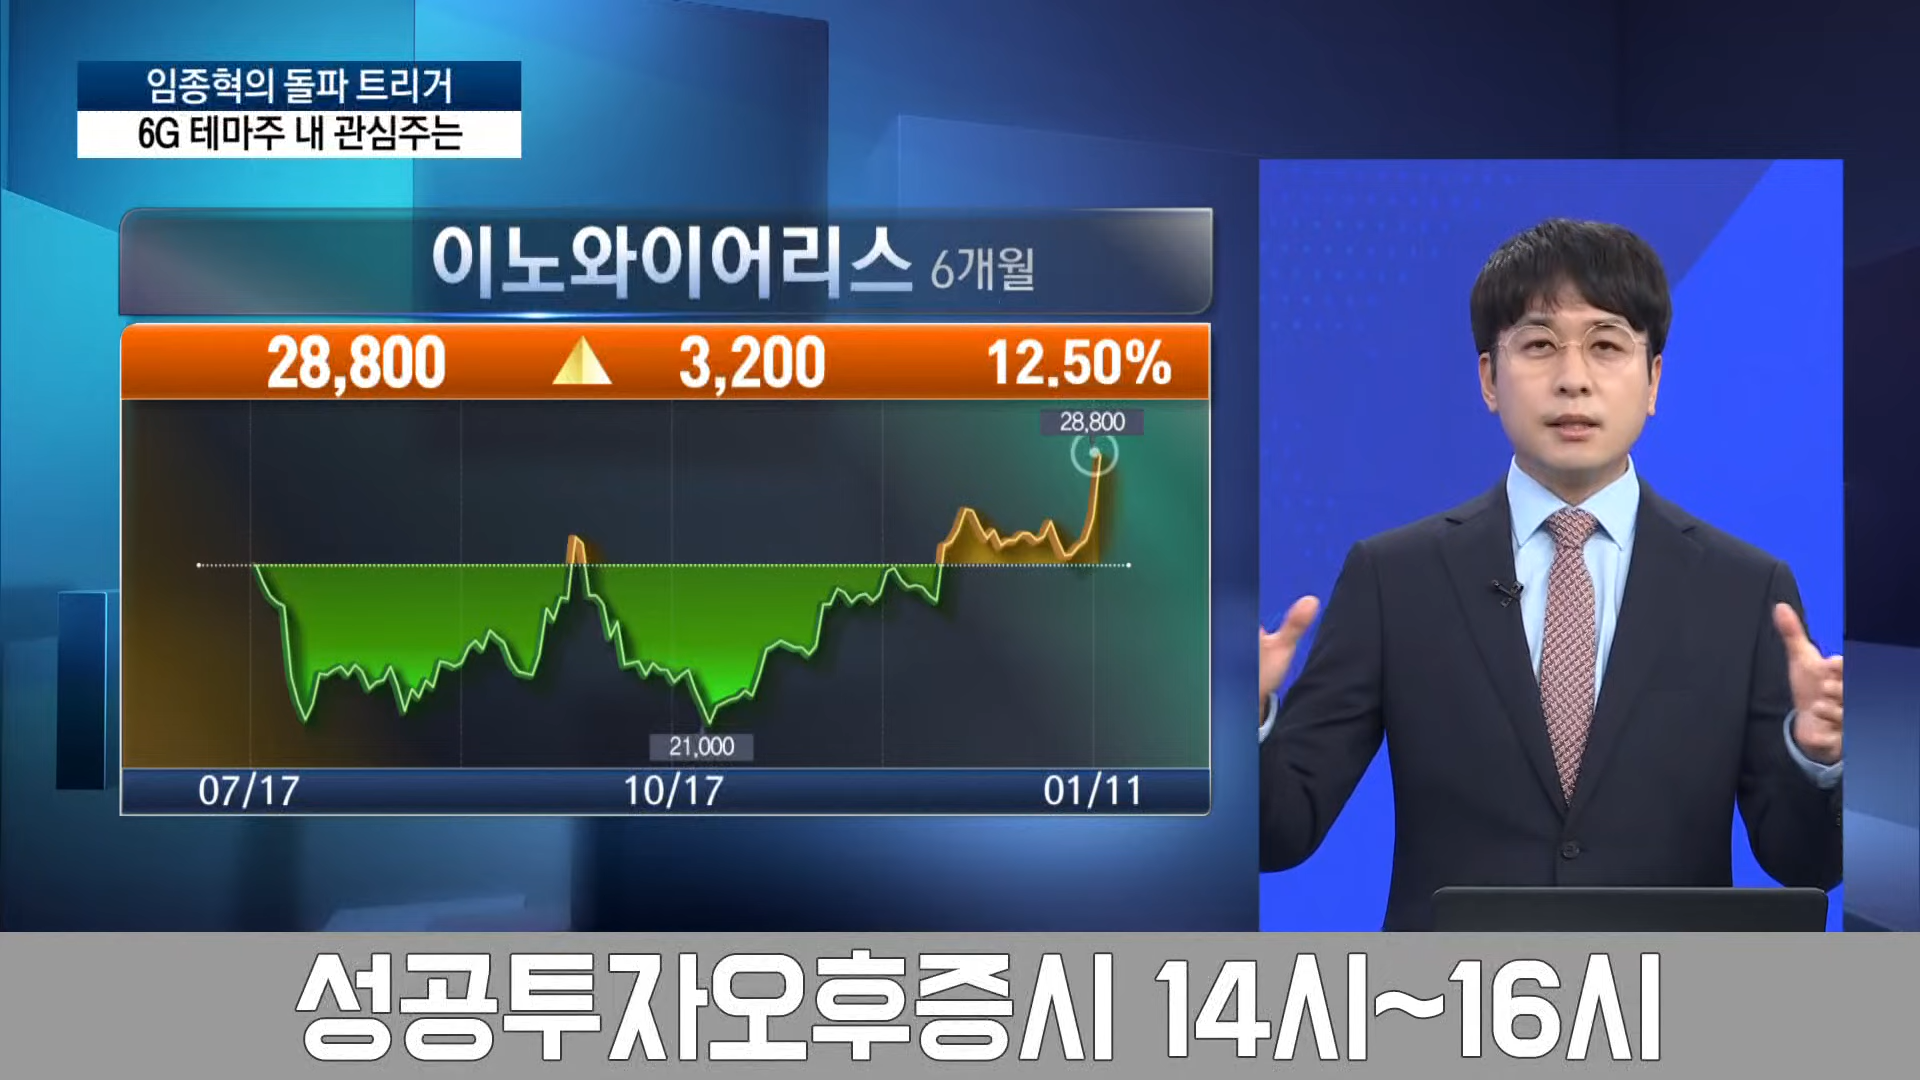 임종혁의 돌파 트리거
6G 테마주 내 관심주는
이노와이어리스 6개월
28,800 ▲ 3,200 12.50%
28,800
21,000
07/17 10/17 01/11
성공투자오후증시 14시~16시